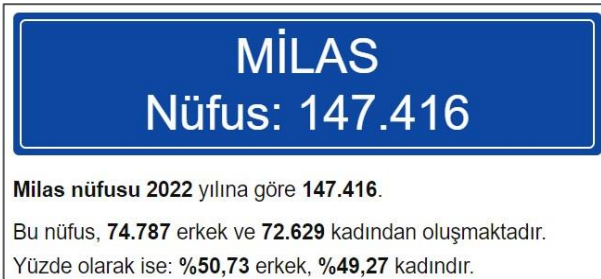 MİLAS
Nüfus: 147.416
Milas nüfusu 2022 yılına göre 147.416.
Bu nüfus, 74.787 erkek ve 72.629 kadından oluşmaktadır.
Yüzde olarak ise: %50,73 erkek, %49,27 kadındır.